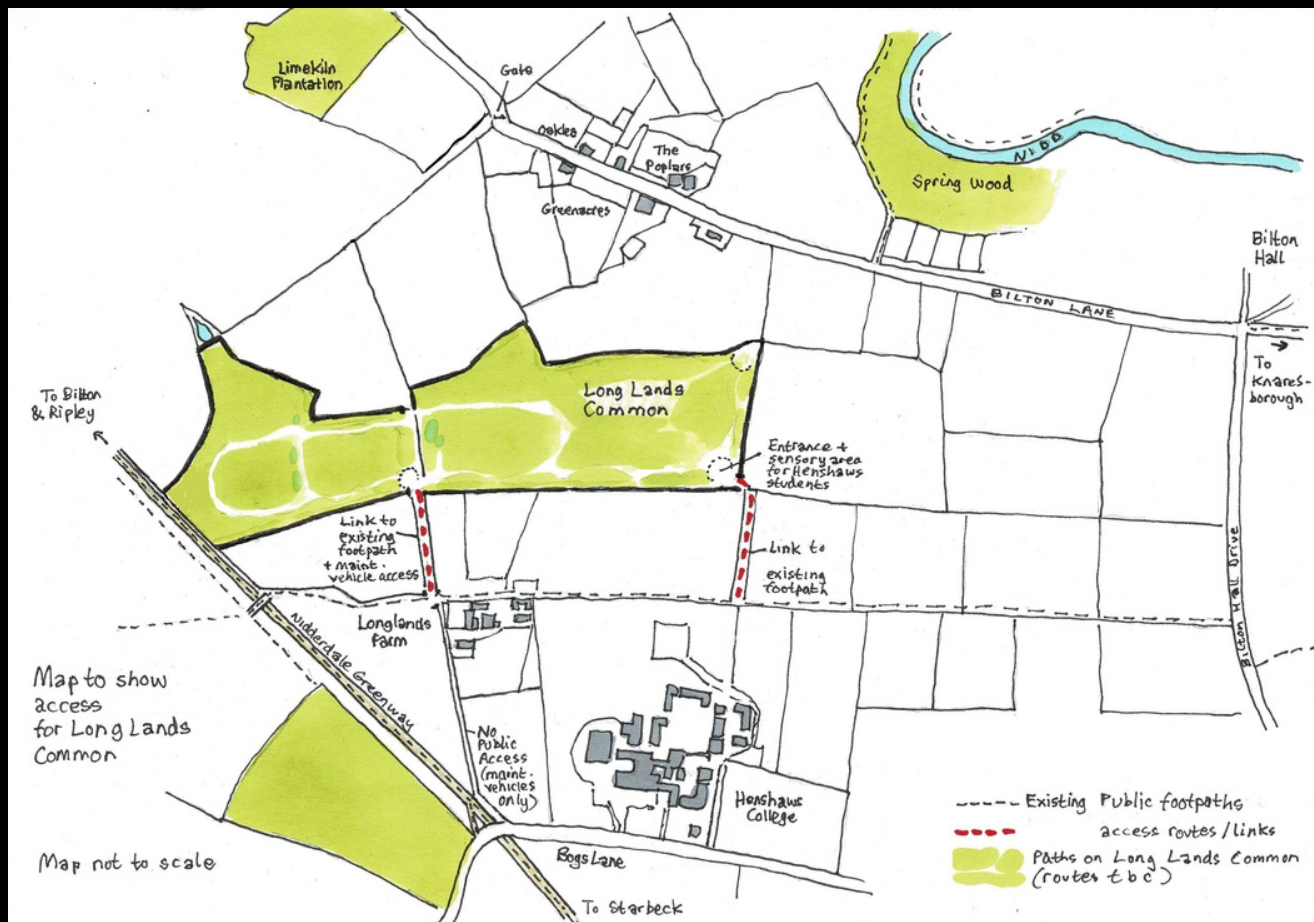 Limekiln
Plantation
Gate
Oaklea
The
Poplars
Greenacres
NIDD
Spring Wood
Bilton
Hall
BILTON LANE
To
Knares-
borough
To Bilton
& Ripley
Long Lands
Common
Entrance +
sensory area
for Henshaws
students
Link to
existing
footpath
+ maint.
vehicle access
Link to
existing
footpath
Bilton Hall Drive
Longlands
Farm
Nidderdale Greenway
Map to show
access
for Long Lands
Common
No
Public
Access
(maint.
vehicles
only)
Henshaws
College
Existing Public footpaths
access routes/links
Paths on Long Lands Common
(routes tbc)
Map not to scale
Bogs Lane
To Starbeck